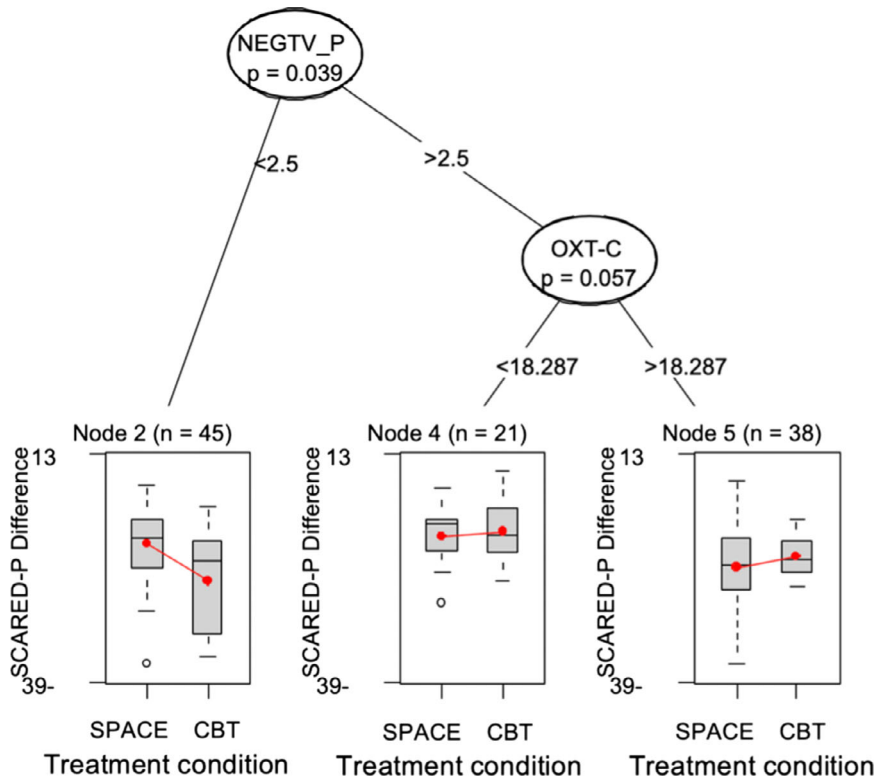 NEGTV_P
p = 0.039
<2.5
>2.5
OXT-C
p = 0.057
<18.287
>18.287
Node 2 (n = 45)
13
SCARED-P Difference
39-
SPACE
CBT
Treatment condition
Node 4 (n = 21)
13
SCARED-P Difference
39-
SPACE
CBT
Treatment condition
Node 5 (n = 38)
13
SCARED-P Difference
39-
SPACE
CBT
Treatment condition